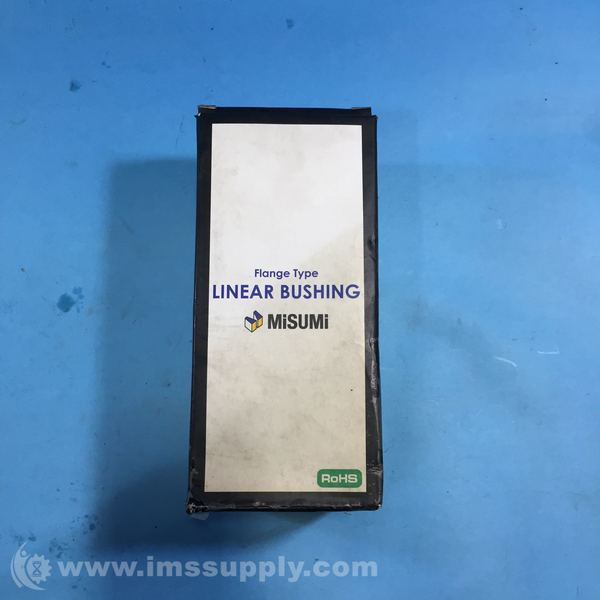 Flange Type
LINEAR BUSHING
MiSUMi
RoHS
www.imssupply.com